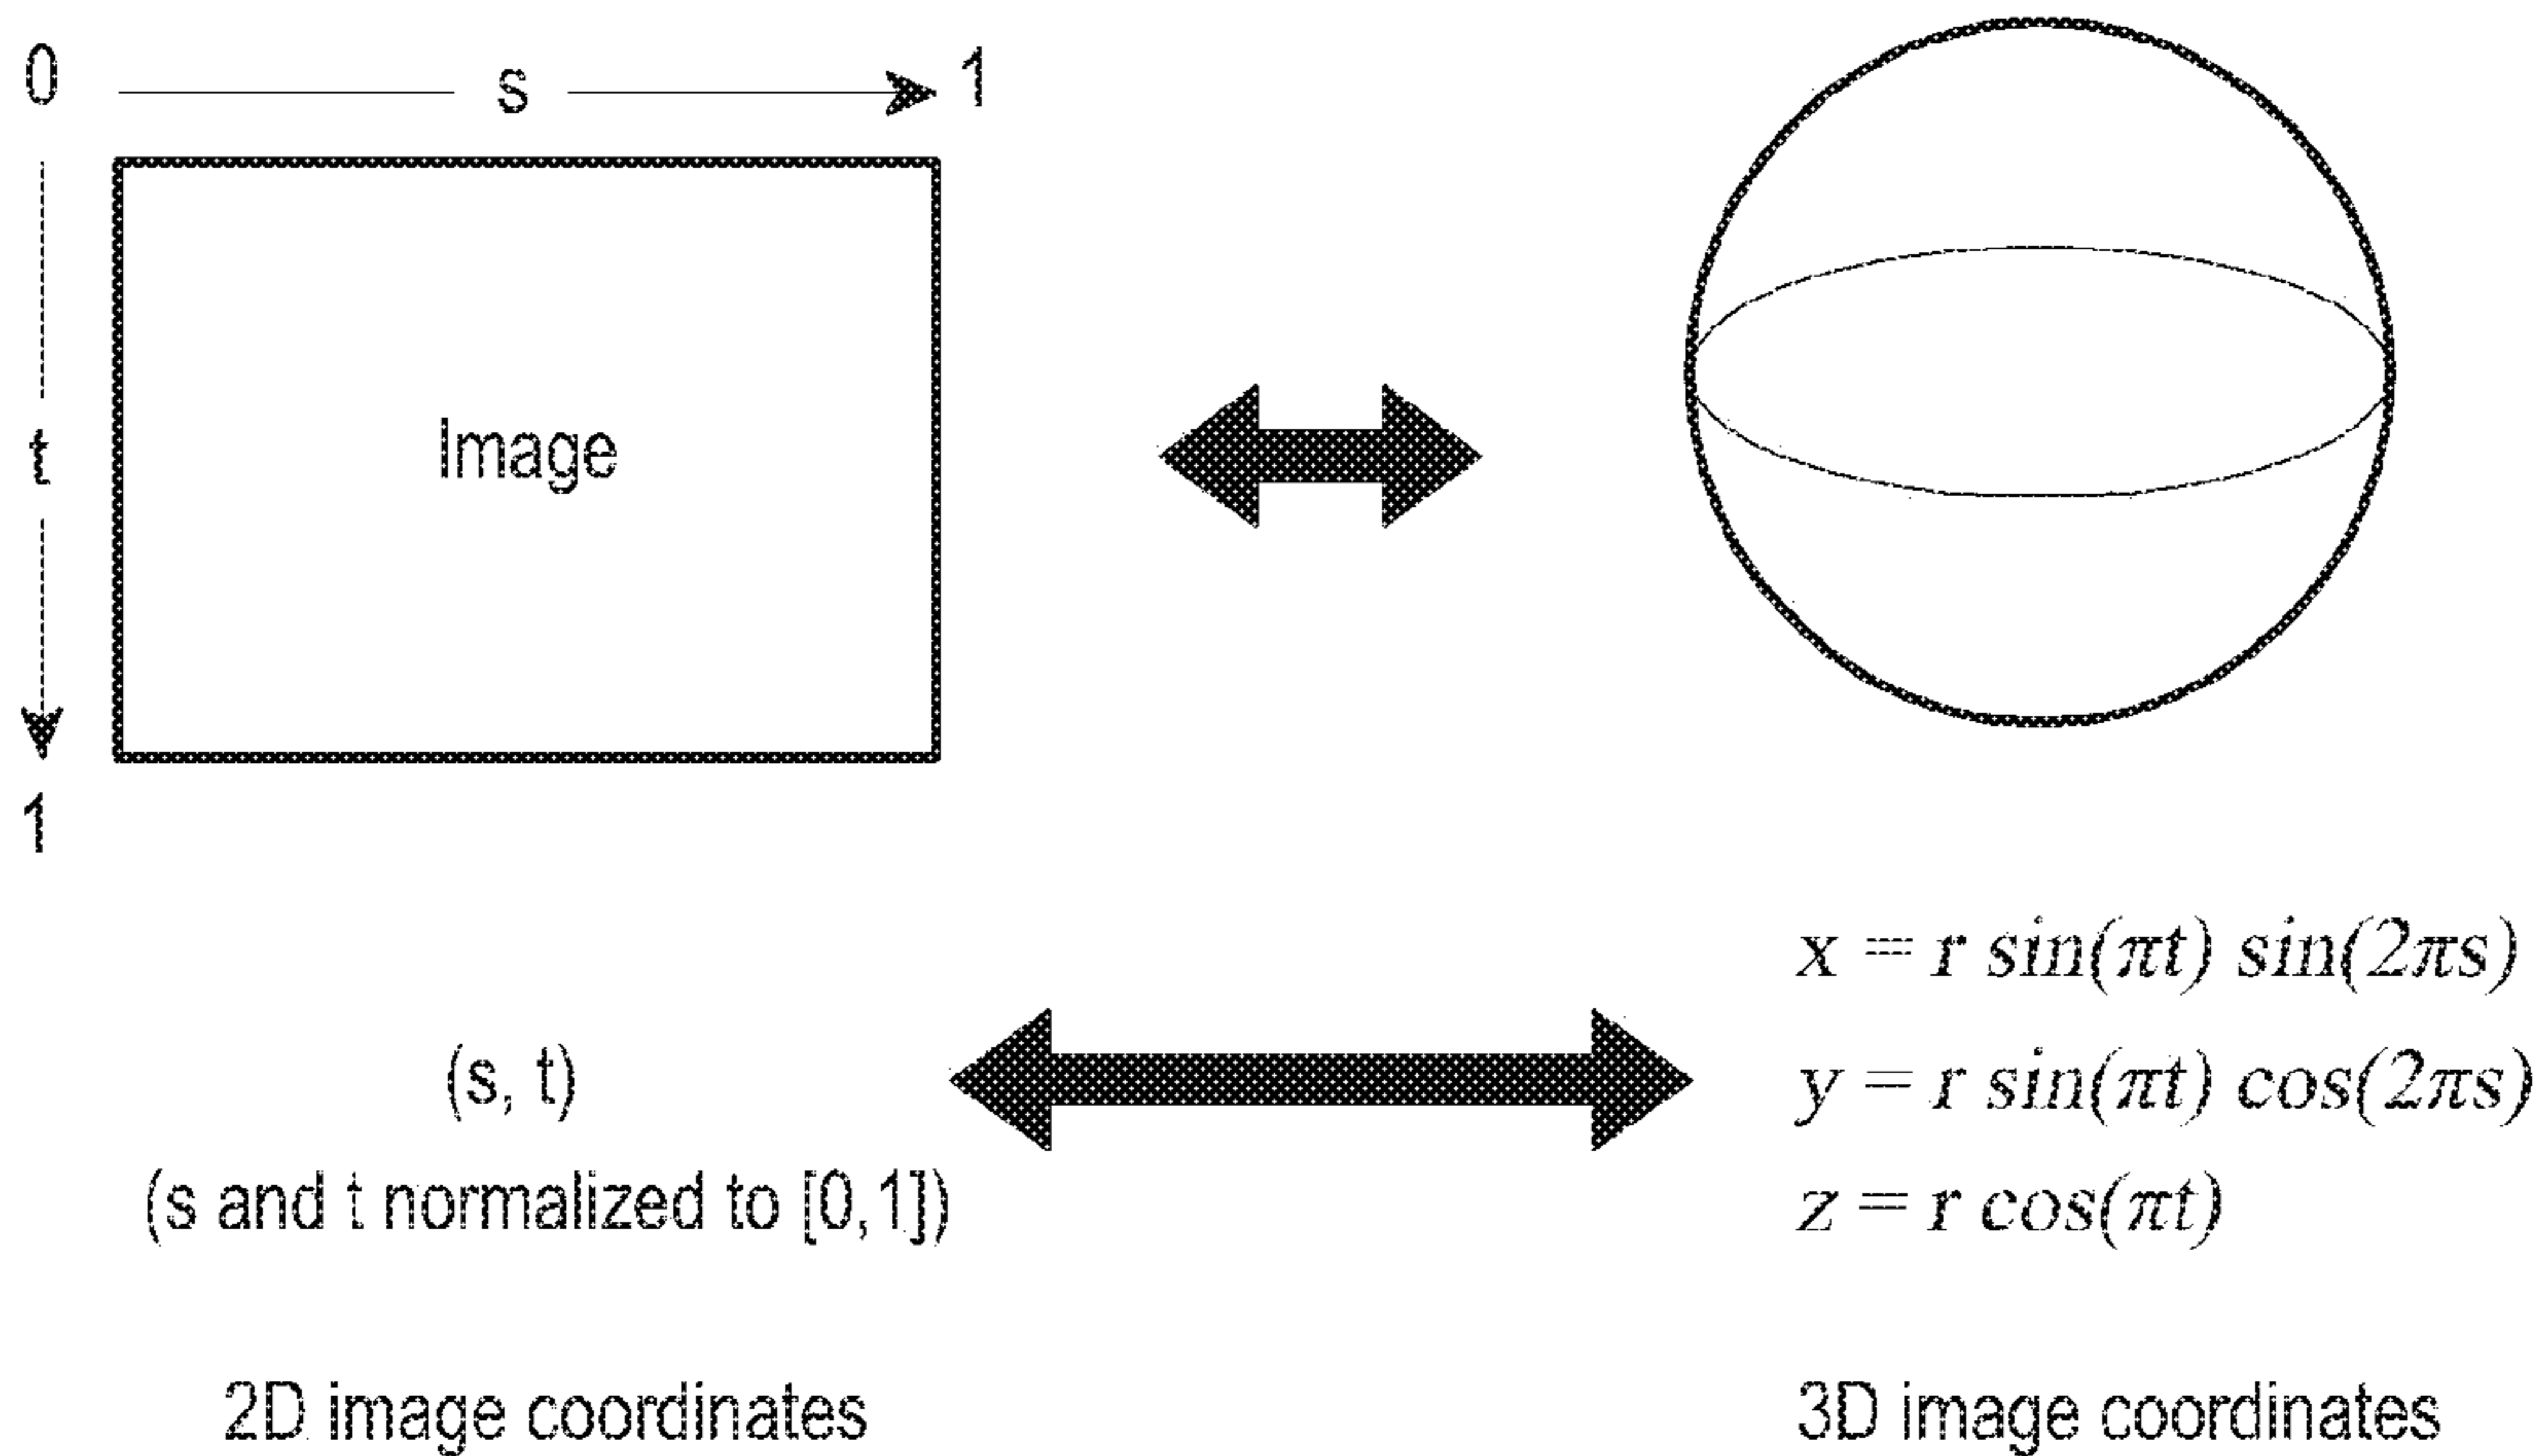 0 s 1
t
Image
1
x = r sin(πt) sin(2πs)
(s, t)
y = r sin(πt) cos(2πs)
(s and t normalized to [0,1])
z = r cos(πt)
2D image coordinates
3D image coordinates